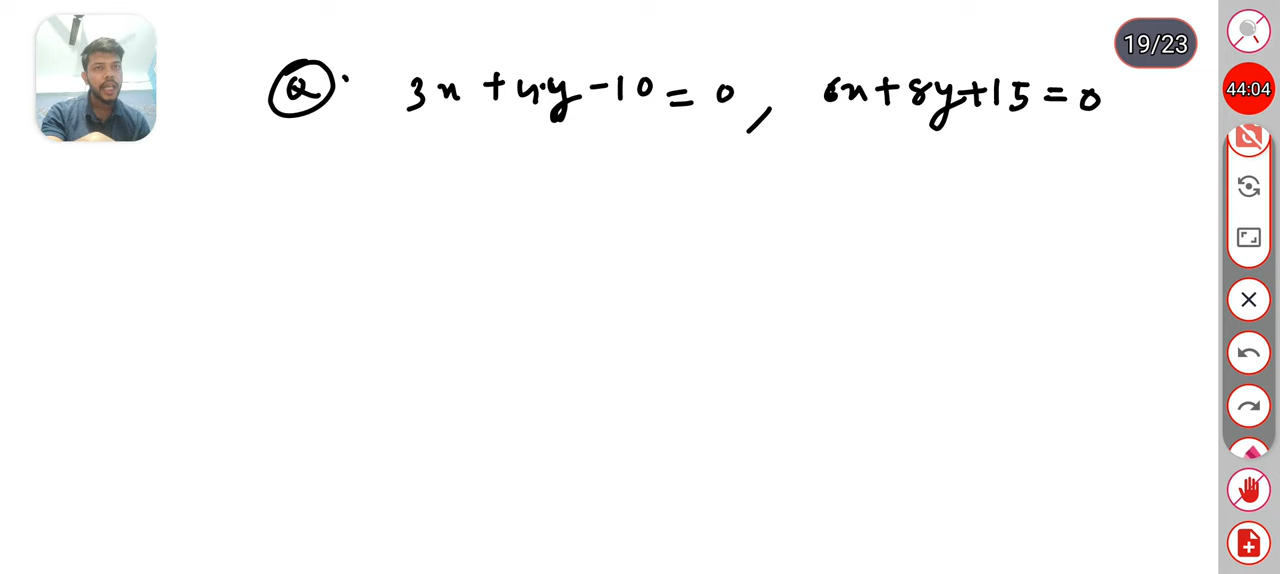 19/23
Q. 3x + 4y - 10 = 0, 6x + 8y + 15 = 0
44:04